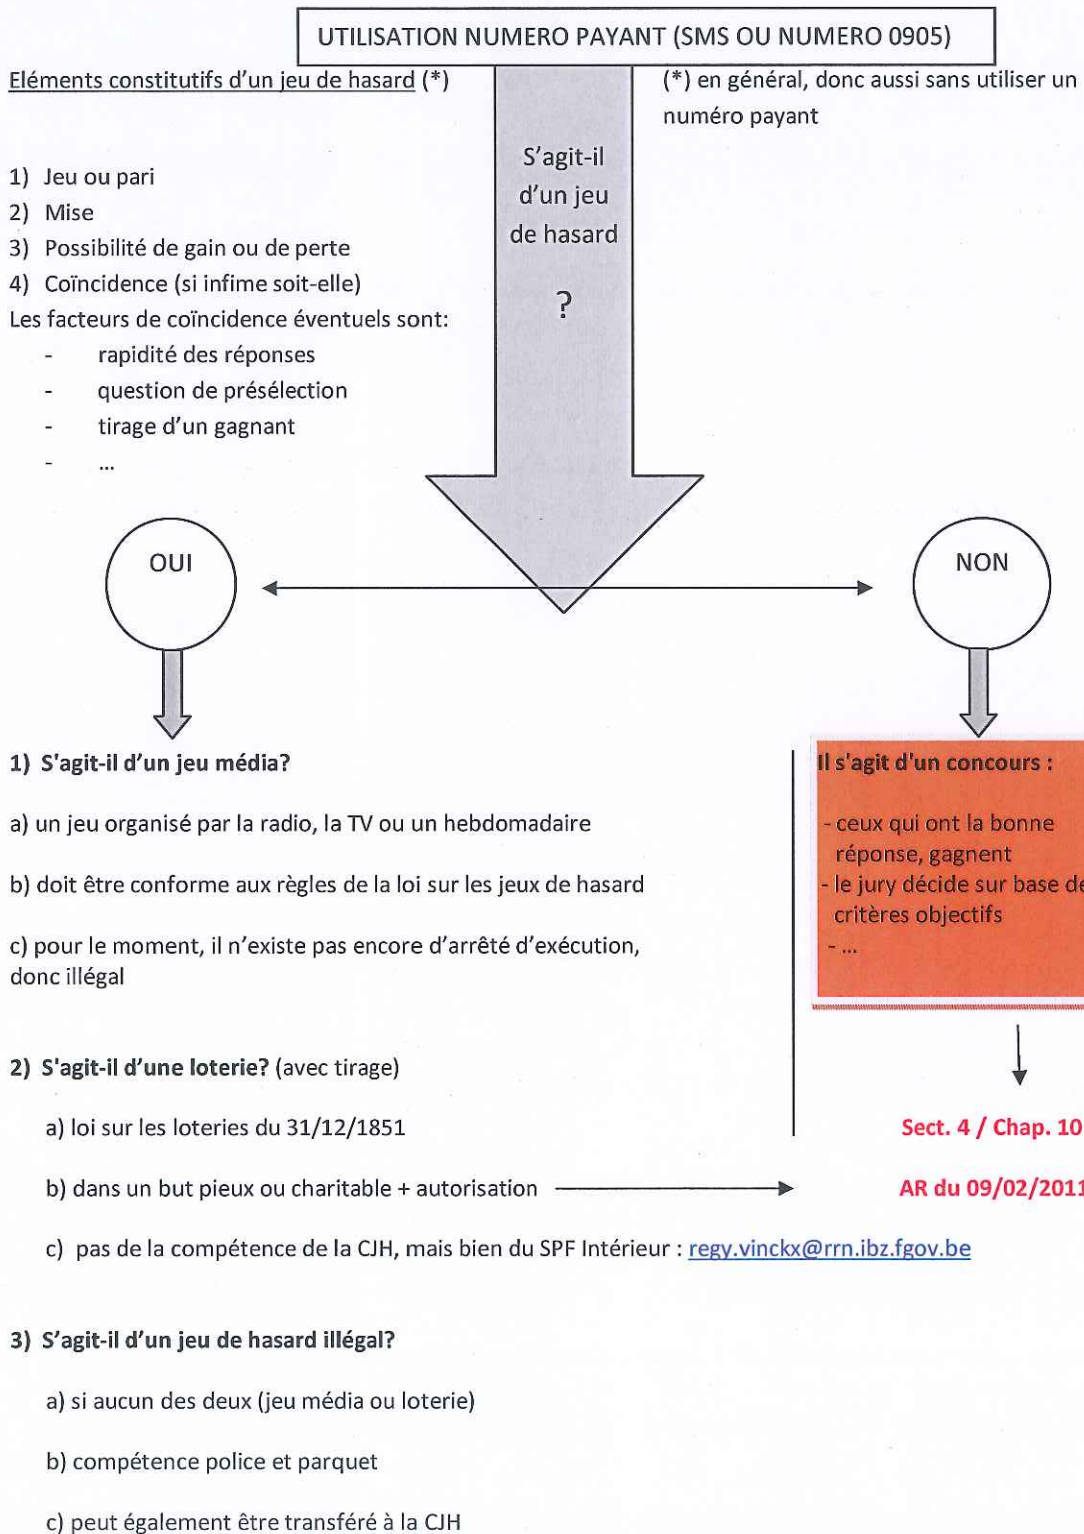 UTILISATION NUMERO PAYANT (SMS OU NUMERO 0905)
Eléments constitutifs d'un jeu de hasard (*)
(*) en général, donc aussi sans utiliser un
numéro payant
S'agit-il
d'un jeu
de hasard
?
1) Jeu ou pari
2) Mise
3) Possibilité de gain ou de perte
4) Coïncidence (si infime soit-elle)
Les facteurs de coïncidence éventuels sont:
- rapidité des réponses
- question de présélection
- tirage d'un gagnant
- ...
OUI
NON
1) S'agit-il d'un jeu média?
a) un jeu organisé par la radio, la TV ou un hebdomadaire
b) doit être conforme aux règles de la loi sur les jeux de hasard
c) pour le moment, il n'existe pas encore d'arrêté d'exécution,
donc illégal
Il s'agit d'un concours :
- ceux qui ont la bonne
réponse, gagnent
- le jury décide sur base de
critères objectifs
- ...
2) S'agit-il d'une loterie? (avec tirage)
a) loi sur les loteries du 31/12/1851
Sect. 4 / Chap. 10
b) dans un but pieux ou charitable + autorisation
AR du 09/02/2011
c) pas de la compétence de la CJH, mais bien du SPF Intérieur : regy.vinckx@rrn.ibz.fgov.be
3) S'agit-il d'un jeu de hasard illégal?
a) si aucun des deux (jeu média ou loterie)
b) compétence police et parquet
c) peut également être transféré à la CJH